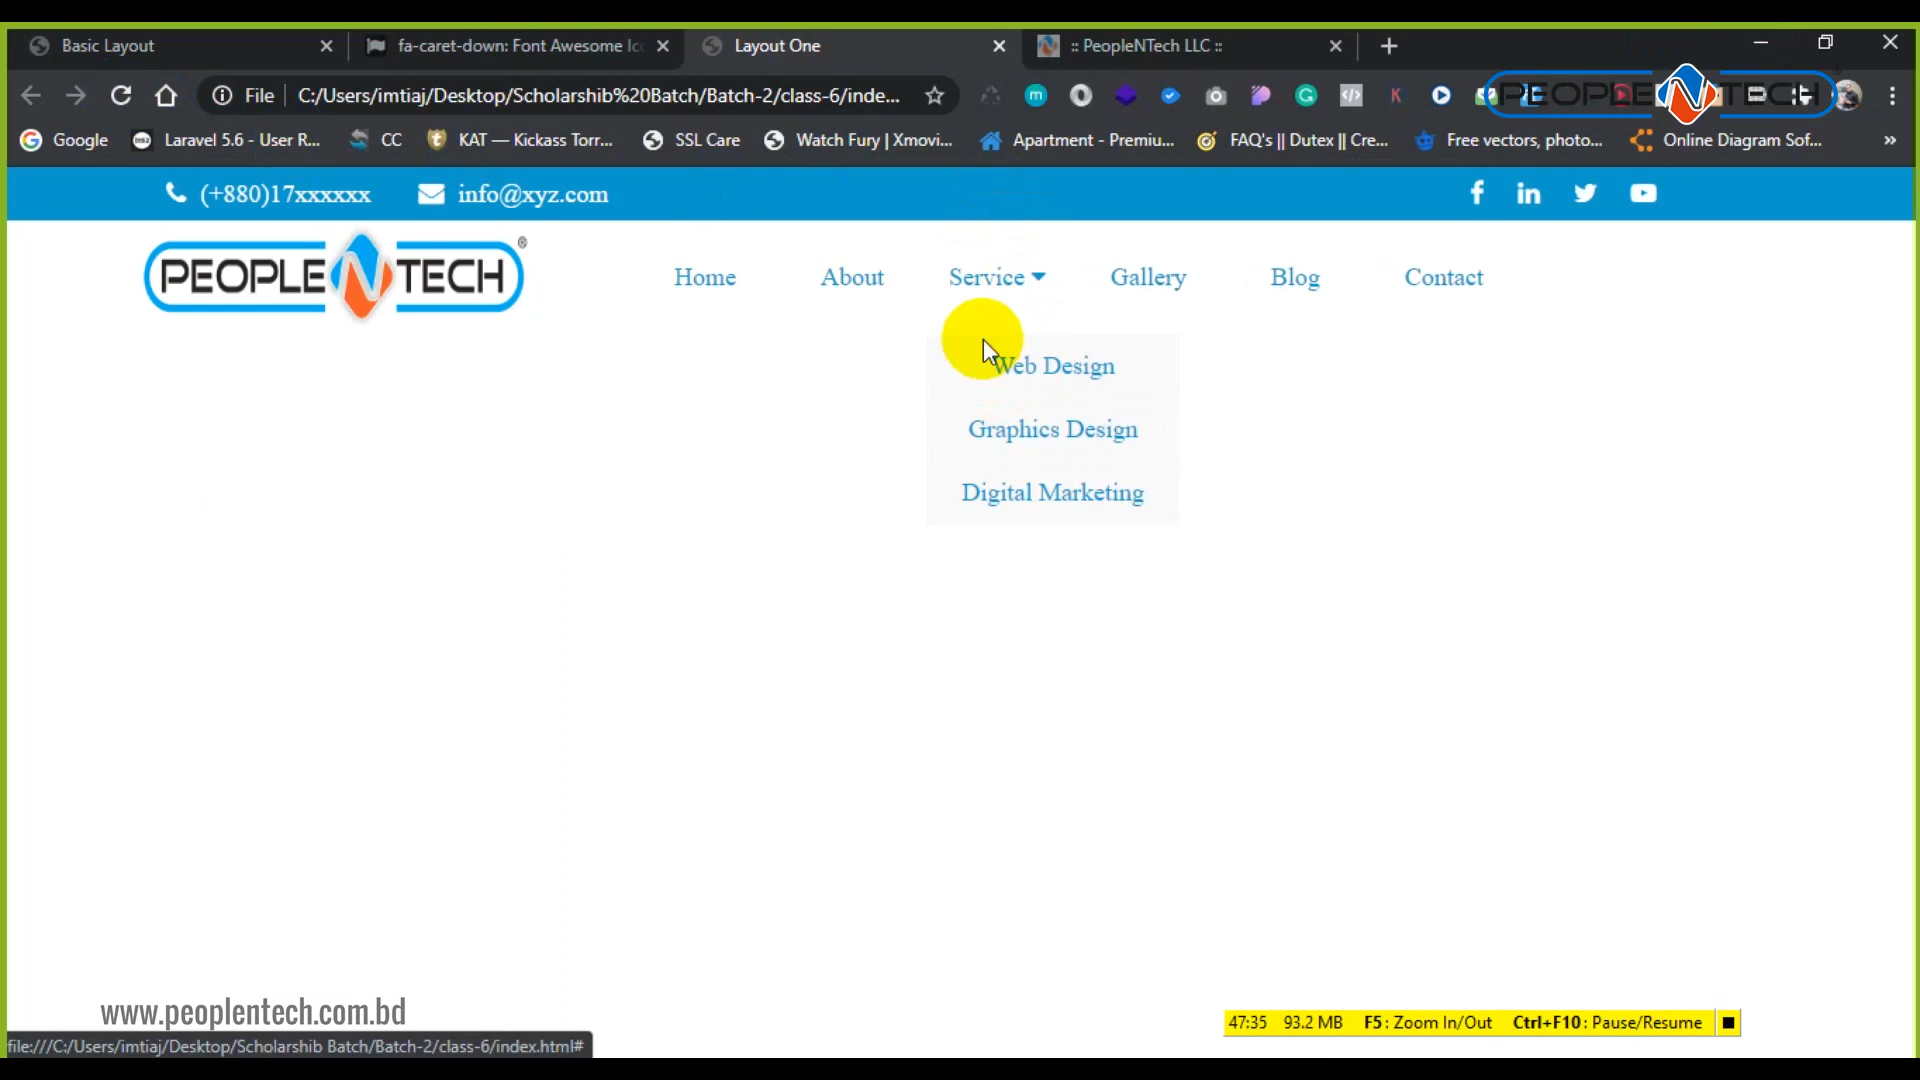 Basic Layout
fa-caret-down: Font Awesome Ic
Layout One
:: PeopleNTech LLC ::
File
C:/Users/imtiaj/Desktop/Scholarshib%20Batch/Batch-2/class-6/inde...
PEOPLE N TECH
Google
Laravel 5.6 - User R...
CC
KAT — Kickass Torr...
SSL Care
Watch Fury | Xmovi...
Apartment - Premiu...
FAQ's || Dutex || Cre...
Free vectors, photo...
Online Diagram Sof...
»
(+880)17xxxxxx
info@xyz.com
PEOPLE N TECH ®
Home
About
Service
Gallery
Blog
Contact
Web Design
Graphics Design
Digital Marketing
www.peoplentech.com.bd
47:35 93.2 MB F5 : Zoom In/Out Ctrl+F10 : Pause/Resume
file:///C:/Users/imtiaj/Desktop/Scholarshib Batch/Batch-2/class-6/index.html#